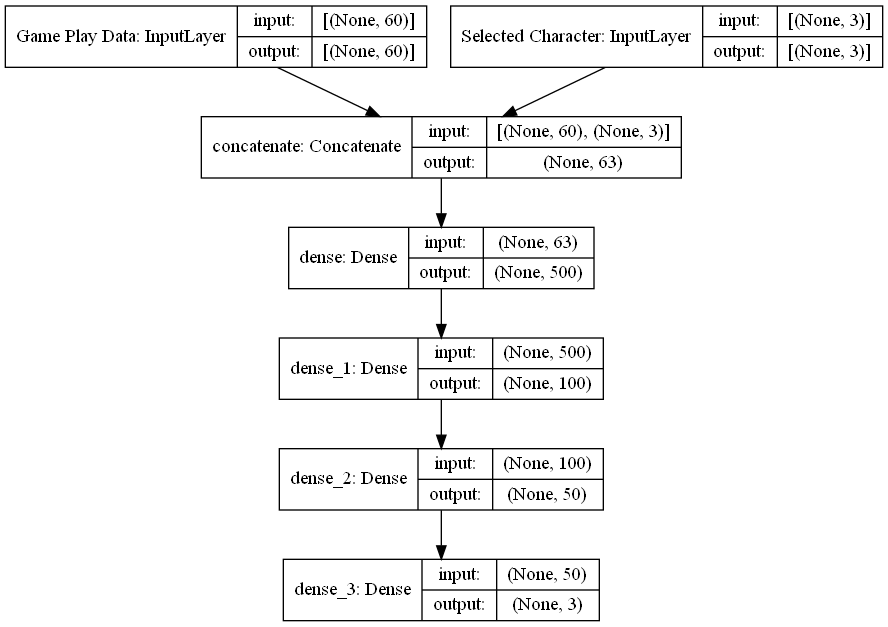 Game Play Data: InputLayer
input: [(None, 60)]
output: [(None, 60)]
Selected Character: InputLayer
input: [(None, 3)]
output: [(None, 3)]
concatenate: Concatenate
input: [(None, 60), (None, 3)]
output: (None, 63)
dense: Dense
input: (None, 63)
output: (None, 500)
dense_1: Dense
input: (None, 500)
output: (None, 100)
dense_2: Dense
input: (None, 100)
output: (None, 50)
dense_3: Dense
input: (None, 50)
output: (None, 3)